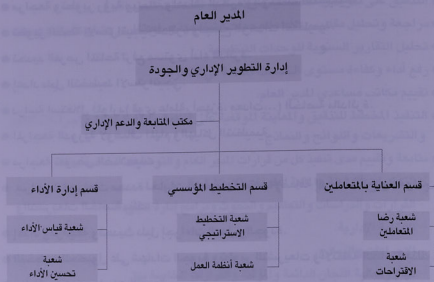 المدير العام
إدارة التطوير الإداري والجودة
مكتب المتابعة والدعم الإداري
قسم العناية بالمتعاملين
قسم التخطيط المؤسسي
قسم إدارة الأداء
شعبة رضا
المتعاملين
شعبة التخطيط
الاستراتيجي
شعبة قياس الأداء
شعبة
الاقتراحات
شعبة أنظمة العمل
شعبة
تحسين الأداء